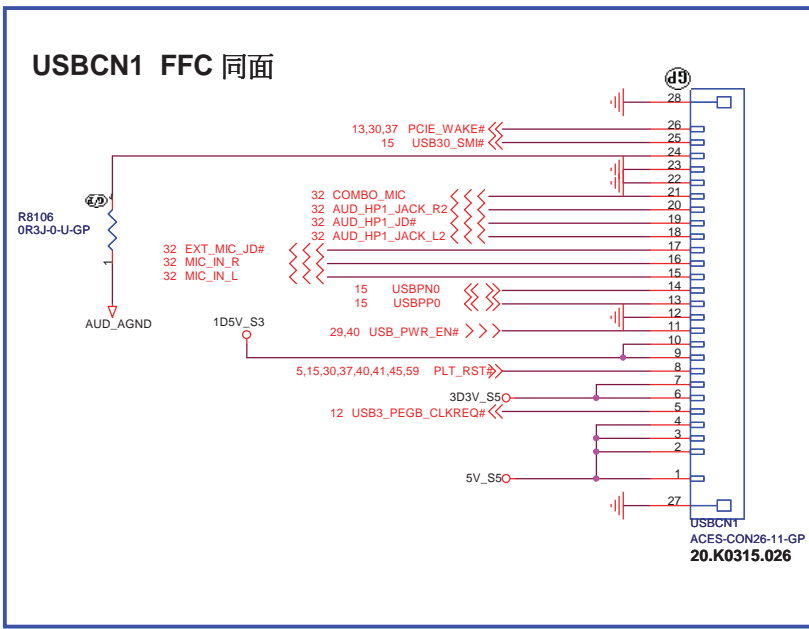 USBCN1 FFC 同面
GP
28
13,30,37 PCIE_WAKE# 26
15 USB30_SMI# 25
24
23
22
32 COMBO_MIC 21
32 AUD_HP1_JACK_R2 20
32 AUD_HP1_JD# 19
32 AUD_HP1_JACK_L2 18
R8106
0R3J-0-U-GP
1
AUD_AGND
32 EXT_MIC_JD# 17
32 MIC_IN_R 16
32 MIC_IN_L 15
15 USBPN0 14
15 USBPP0 13
12
29,40 USB_PWR_EN# 11
1D5V_S3
10
9
5,15,30,37,40,41,45,59 PLT_RST# 8
7
3D3V_S5 6
12 USB3_PEGB_CLKREQ# 5
4
3
2
5V_S5 1
27
USBCN1
ACES-CON26-11-GP
20.K0315.026